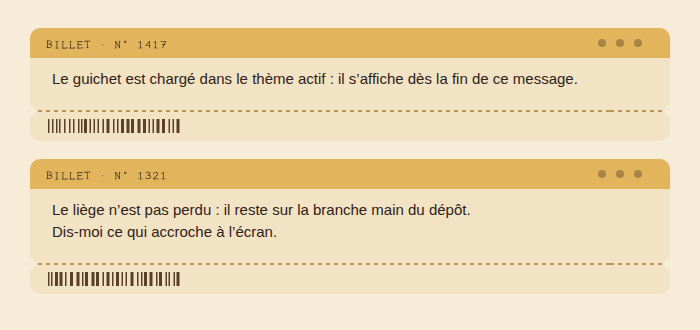 BILLET · N° 1417
Le guichet est chargé dans le thème actif : il s’affiche dès la fin de ce message.
BILLET · N° 1321
Le liège n’est pas perdu : il reste sur la branche main du dépôt.
Dis-moi ce qui accroche à l’écran.